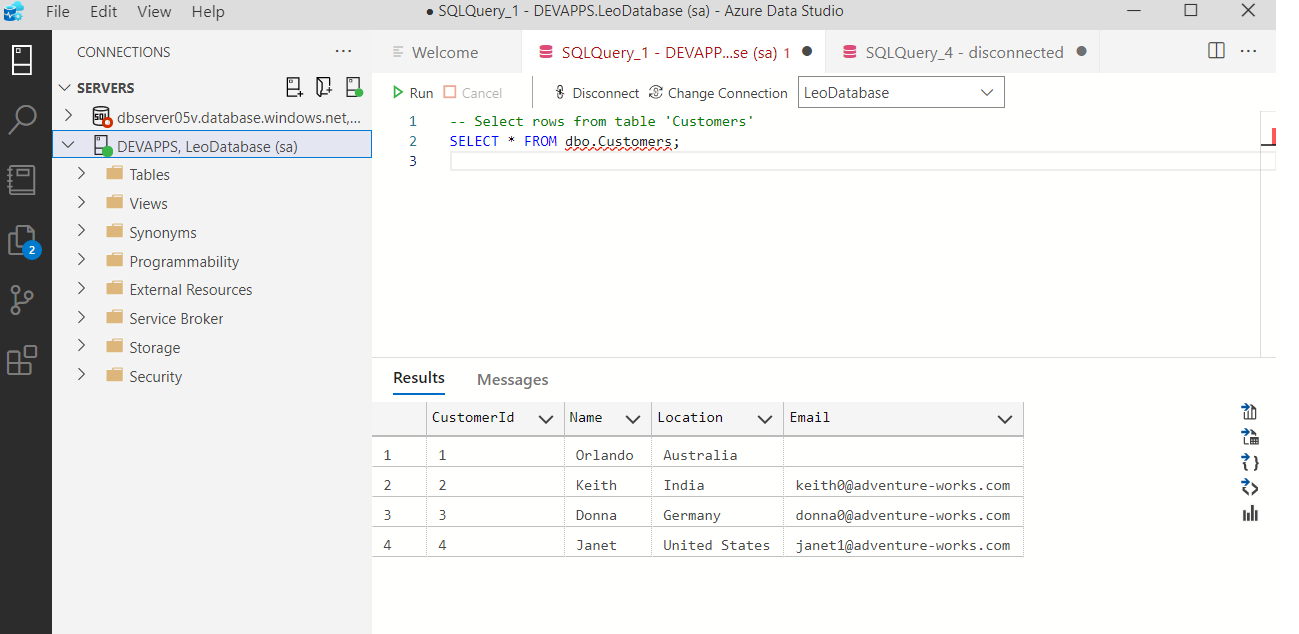 File Edit View Help
● SQLQuery_1 - DEVAPPS.LeoDatabase (sa) - Azure Data Studio
CONNECTIONS
SERVERS
dbserver05v.database.windows.net,...
DEVAPPS, LeoDatabase (sa)
Tables
Views
Synonyms
Programmability
External Resources
Service Broker
Storage
Security
2
Welcome
SQLQuery_1 - DEVAPP...se (sa) 1 ●
SQLQuery_4 - disconnected ●
Run Cancel Disconnect Change Connection LeoDatabase
1 -- Select rows from table 'Customers'
2 SELECT * FROM dbo.Customers;
3
Results Messages
CustomerId Name Location Email
1 1 Orlando Australia
2 2 Keith India keith0@adventure-works.com
3 3 Donna Germany donna0@adventure-works.com
4 4 Janet United States janet1@adventure-works.com